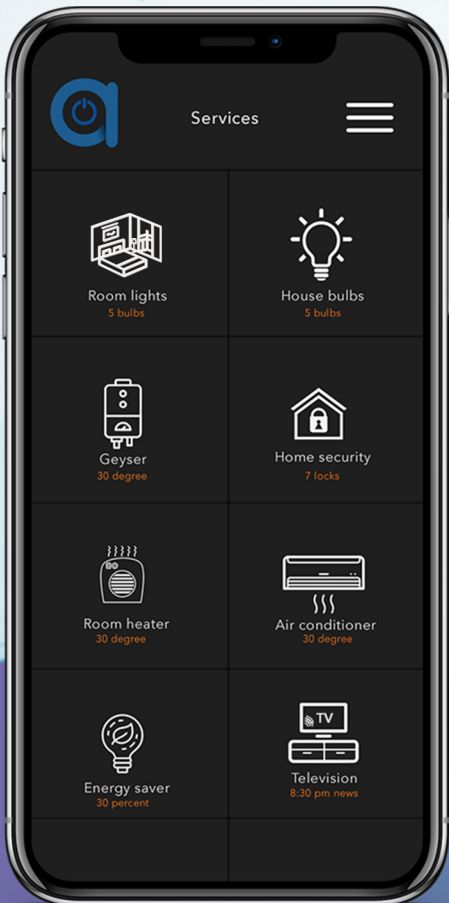 Services
Room lights
5 bulbs
House bulbs
5 bulbs
Geyser
30 degree
Home security
7 locks
Room heater
30 degree
Air conditioner
30 degree
Energy saver
30 percent
TV
Television
8:30 pm news